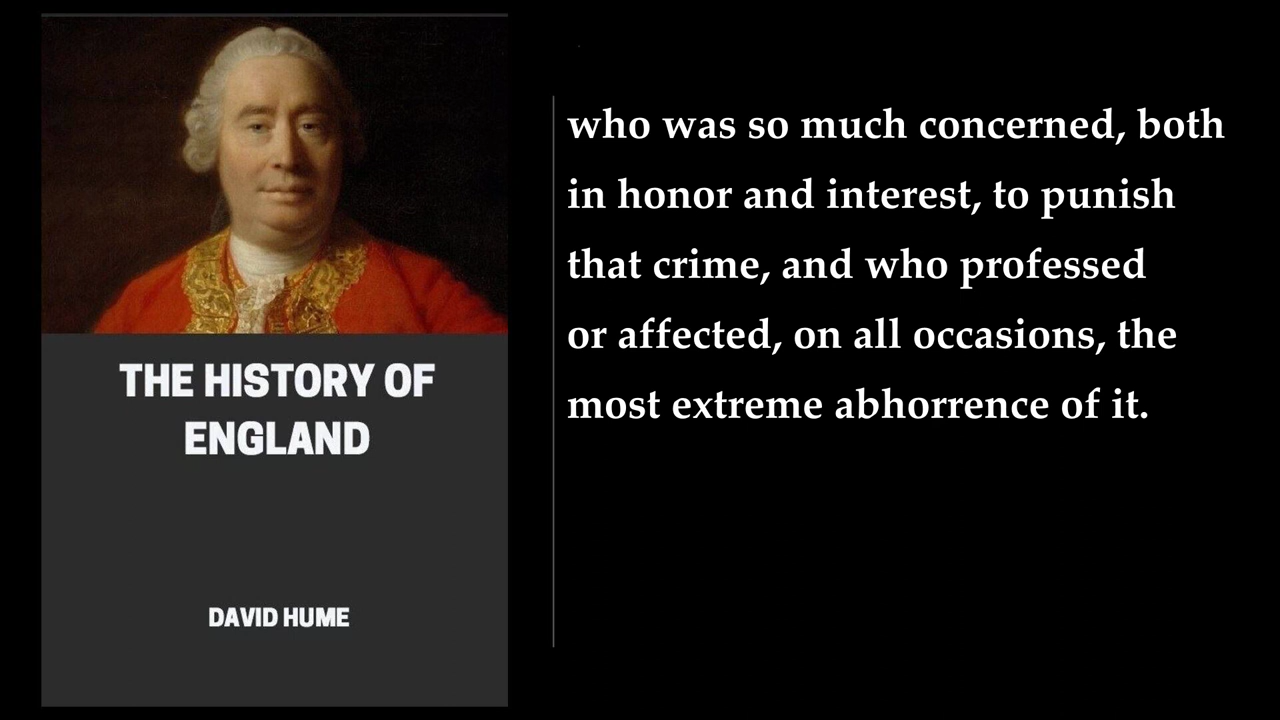 THE HISTORY OF
ENGLAND
DAVID HUME
who was so much concerned, both
in honor and interest, to punish
that crime, and who professed
or affected, on all occasions, the
most extreme abhorrence of it.